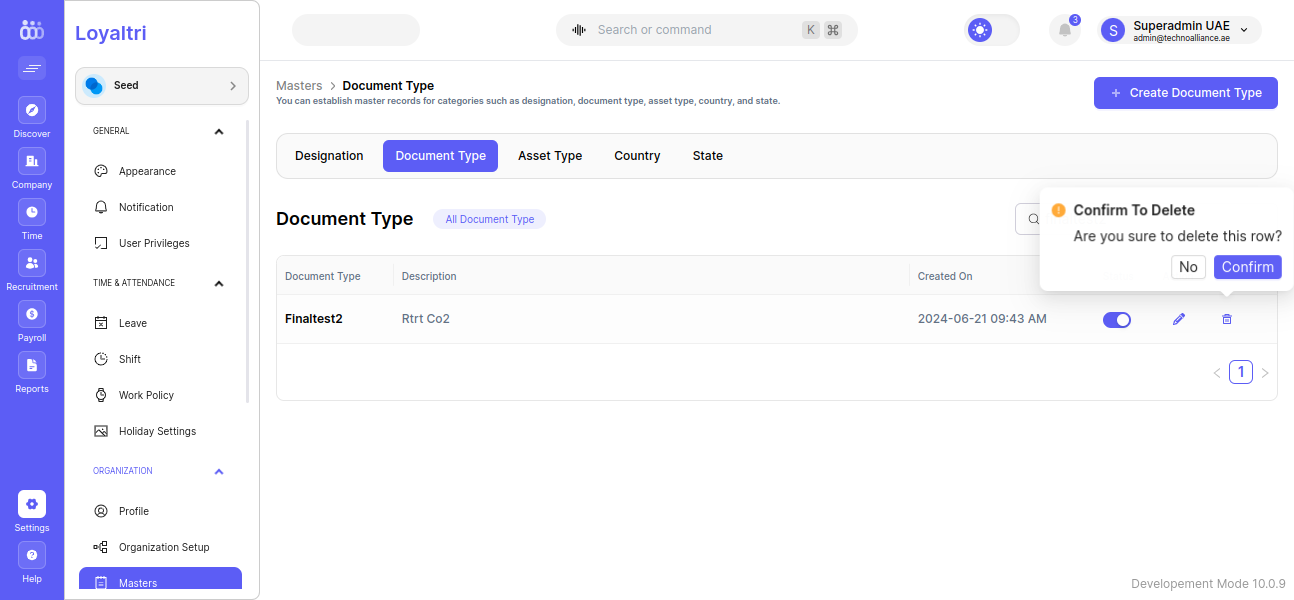 Loyaltri
Search or command
K
⌘
3
S
Superadmin UAE
admin@technoalliance.ae
Discover
Company
Time
Recruitment
Payroll
Reports
Settings
Help
Seed
GENERAL
Appearance
Notification
User Privileges
TIME & ATTENDANCE
Leave
Shift
Work Policy
Holiday Settings
ORGANIZATION
Profile
Organization Setup
Masters
Masters > Document Type
You can establish master records for categories such as designation, document type, asset type, country, and state.
+ Create Document Type
Designation
Document Type
Asset Type
Country
State
Document Type
All Document Type
Confirm To Delete
Are you sure to delete this row?
No
Confirm
Document Type
Description
Created On
Finaltest2
Rtrt Co2
2024-06-21 09:43 AM
< 1 >
Developement Mode 10.0.9